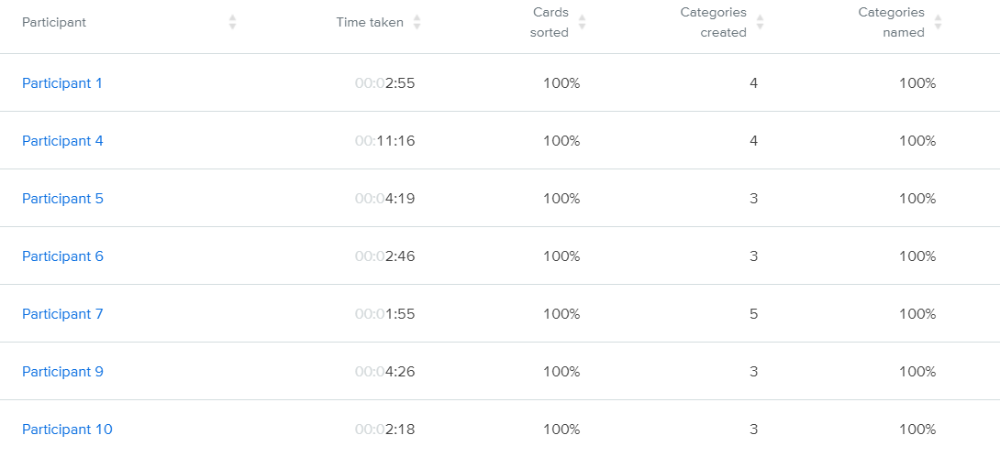 Participant Time taken Cards sorted Categories created Categories named
Participant 1 00:02:55 100% 4 100%
Participant 4 00:11:16 100% 4 100%
Participant 5 00:04:19 100% 3 100%
Participant 6 00:02:46 100% 3 100%
Participant 7 00:01:55 100% 5 100%
Participant 9 00:04:26 100% 3 100%
Participant 10 00:02:18 100% 3 100%